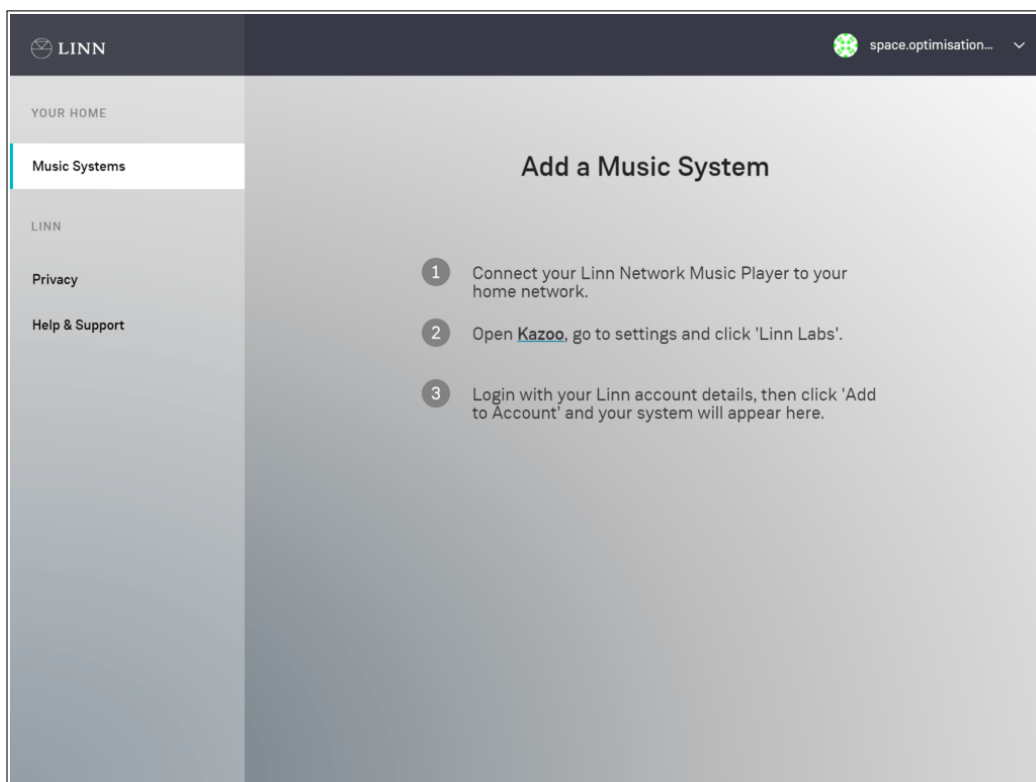 LINN
space.optimisation...
YOUR HOME
Music Systems
LINN
Privacy
Help & Support
Add a Music System
1 Connect your Linn Network Music Player to your
home network.
2 Open Kazoo, go to settings and click 'Linn Labs'.
3 Login with your Linn account details, then click 'Add
to Account' and your system will appear here.